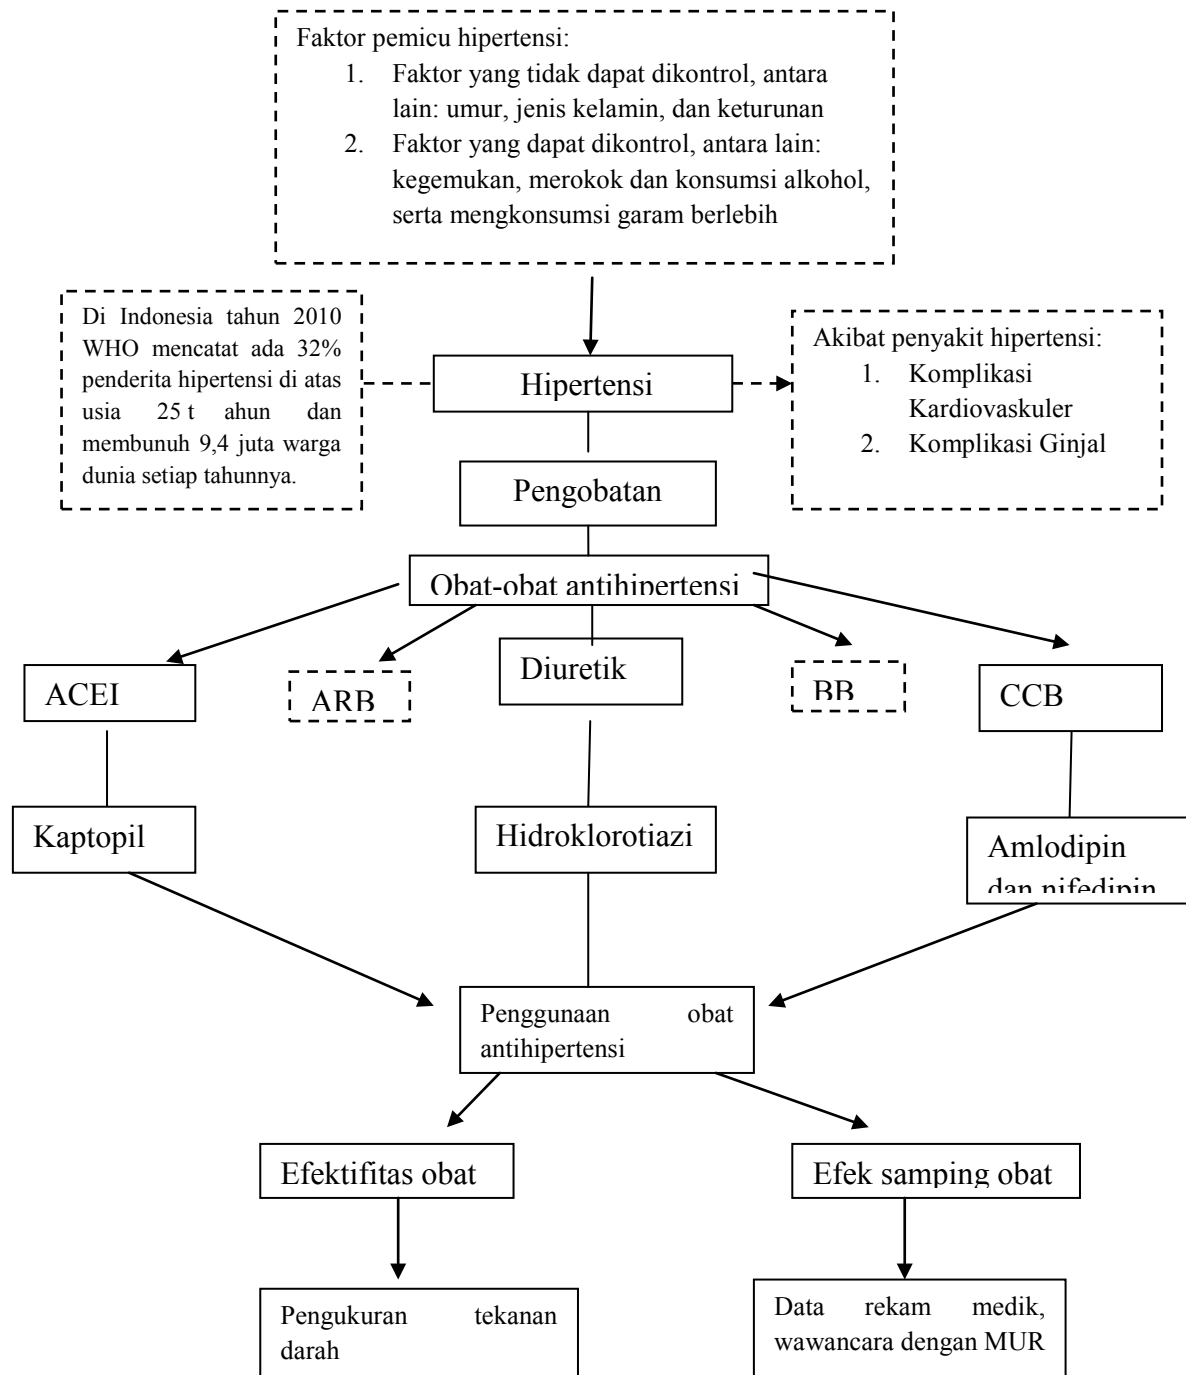 Faktor pemicu hipertensi:
1. Faktor yang tidak dapat dikontrol, antara
lain: umur, jenis kelamin, dan keturunan
2. Faktor yang dapat dikontrol, antara lain:
kegemukan, merokok dan konsumsi alkohol,
serta mengkonsumsi garam berlebih
Di Indonesia tahun 2010
WHO mencatat ada 32%
penderita hipertensi di atas
usia 25 t ahun dan
membunuh 9,4 juta warga
dunia setiap tahunnya.
Hipertensi
Akibat penyakit hipertensi:
1. Komplikasi
Kardiovaskuler
2. Komplikasi Ginjal
Pengobatan
Obat-obat antihipertensi
ACEI
ARB
Diuretik
BB
CCB
Kaptopil
Hidroklorotiazi
Amlodipin
dan nifedipin
Penggunaan obat
antihipertensi
Efektifitas obat
Efek samping obat
Pengukuran tekanan
darah
Data rekam medik,
wawancara dengan MUR